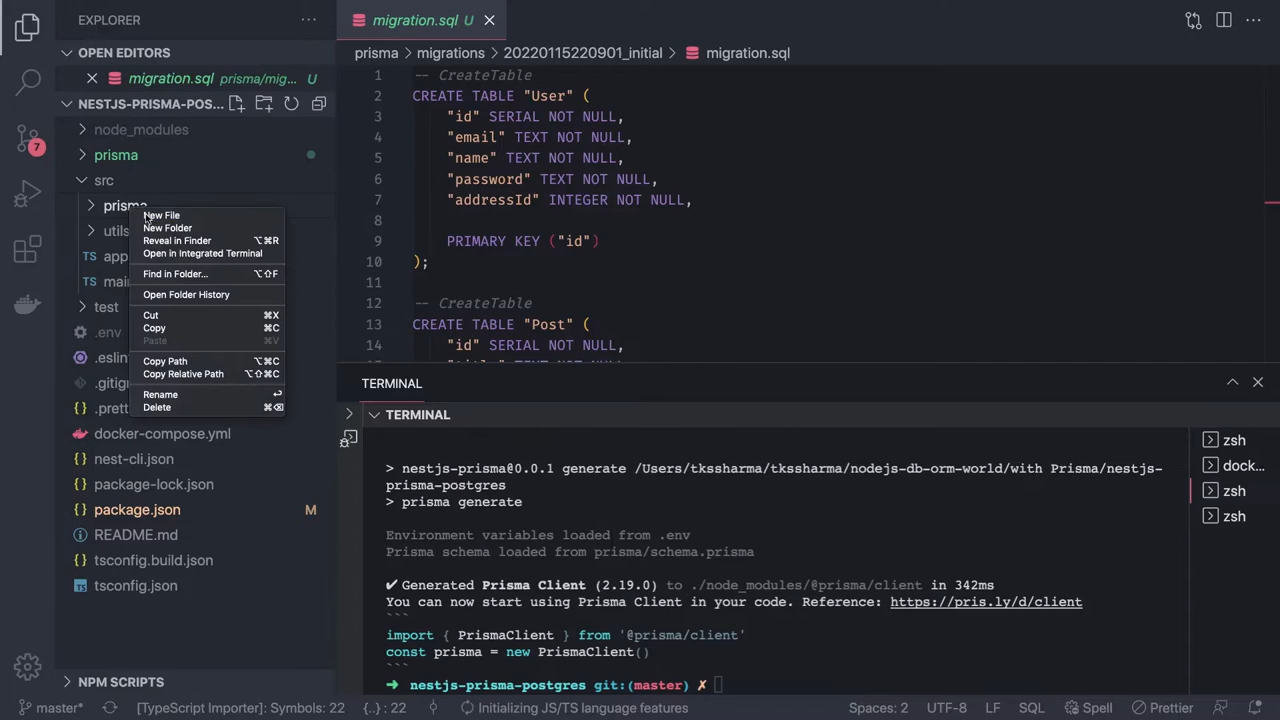 EXPLORER
OPEN EDITORS
migration.sql prisma/mig... U
NESTJS-PRISMA-POS...
node_modules
prisma
src
prisma
utils
app
main
test
.env
.eslin
.gitig
.prett
docker-compose.yml
nest-cli.json
package-lock.json
package.json M
README.md
tsconfig.build.json
tsconfig.json
NPM SCRIPTS
7
New File
New Folder
Reveal in Finder ⌥⌘R
Open in Integrated Terminal
Find in Folder... ⌥⇧F
Open Folder History
Cut ⌘X
Copy ⌘C
Paste ⌘V
Copy Path ⌥⌘C
Copy Relative Path ⌥⇧⌘C
Rename ↩
Delete ⌘⌫
migration.sql U
prisma > migrations > 20220115220901_initial > migration.sql
1 -- CreateTable
2 CREATE TABLE "User" (
3 "id" SERIAL NOT NULL,
4 "email" TEXT NOT NULL,
5 "name" TEXT NOT NULL,
6 "password" TEXT NOT NULL,
7 "addressId" INTEGER NOT NULL,
8
9 PRIMARY KEY ("id")
10 );
11
12 -- CreateTable
13 CREATE TABLE "Post" (
14 "id" SERIAL NOT NULL,
TERMINAL
TERMINAL
> nestjs-prisma@0.0.1 generate /Users/tkssharma/tkssharma/nodejs-db-orm-world/with Prisma/nestjs-
prisma-postgres
> prisma generate
Environment variables loaded from .env
Prisma schema loaded from prisma/schema.prisma
✔ Generated Prisma Client (2.19.0) to ./node_modules/@prisma/client in 342ms
You can now start using Prisma Client in your code. Reference: https://pris.ly/d/client
```
import { PrismaClient } from '@prisma/client'
const prisma = new PrismaClient()
```
➜ nestjs-prisma-postgres git:(master) ✗
zsh
dock...
zsh
zsh
master* [TypeScript Importer]: Symbols: 22 {..} : 22 Initializing JS/TS language features Spaces: 2 UTF-8 LF SQL Spell Prettier